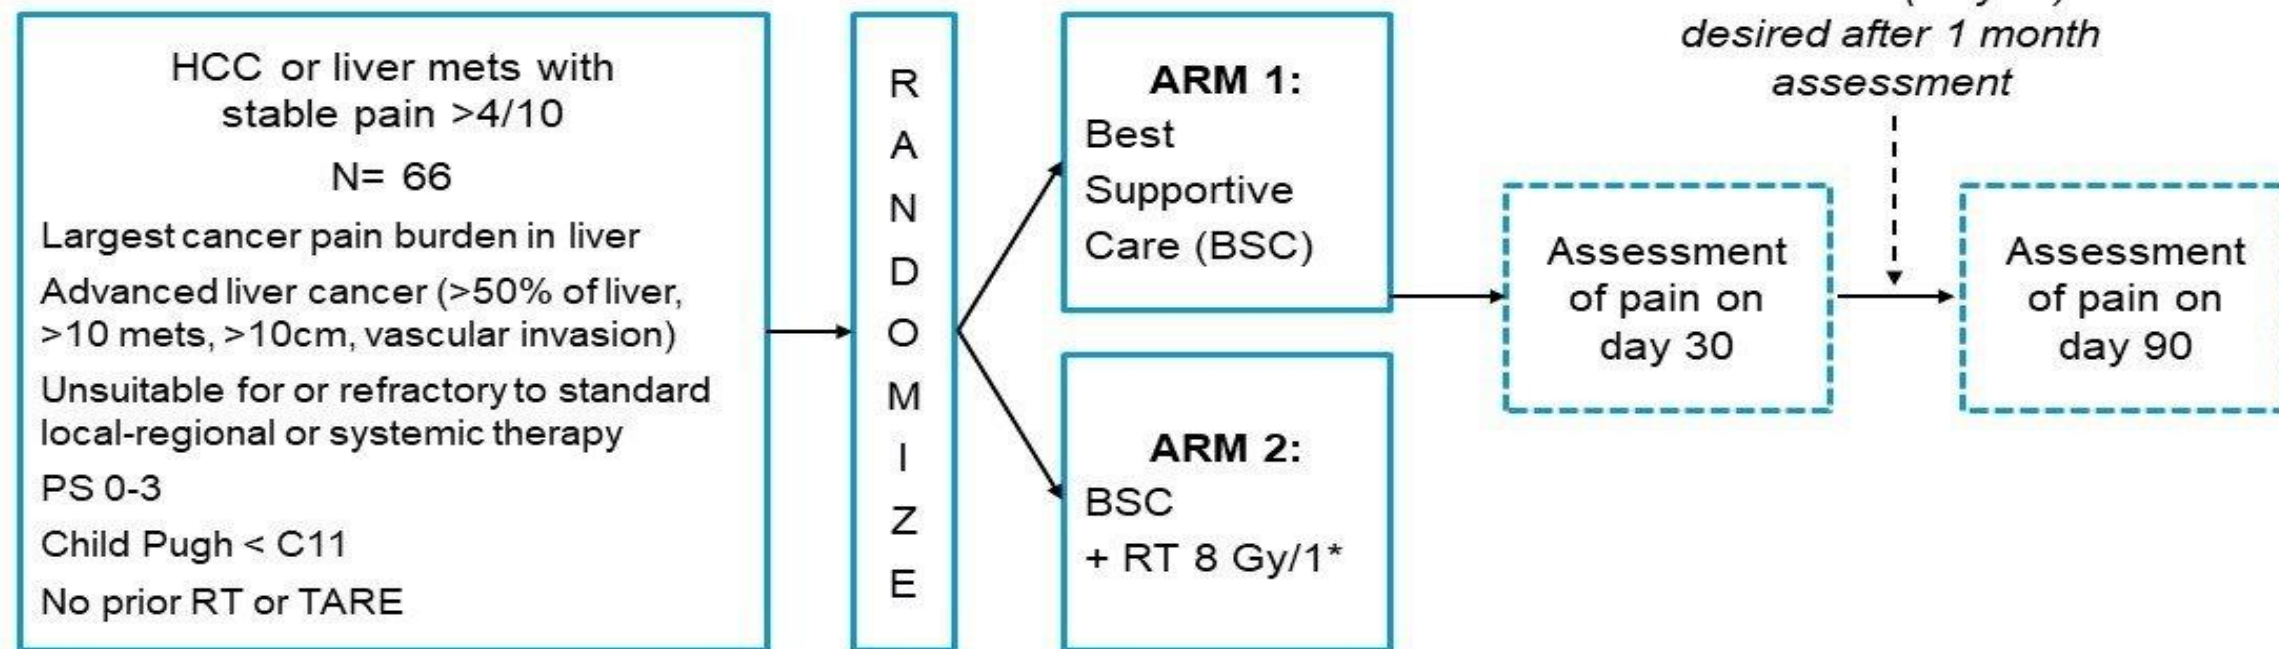 HCC or liver mets with
stable pain >4/10
N= 66
Largest cancer pain burden in liver
Advanced liver cancer (>50% of liver,
>10 mets, >10cm, vascular invasion)
Unsuitable for or refractory to standard
local-regional or systemic therapy
PS 0-3
Child Pugh < C11
No prior RT or TARE
R
A
N
D
O
M
I
Z
E
ARM 1:
Best
Supportive
Care (BSC)
ARM 2:
BSC
+ RT 8 Gy/1*
desired after 1 month
assessment
Assessment
of pain on
day 30
Assessment
of pain on
day 90